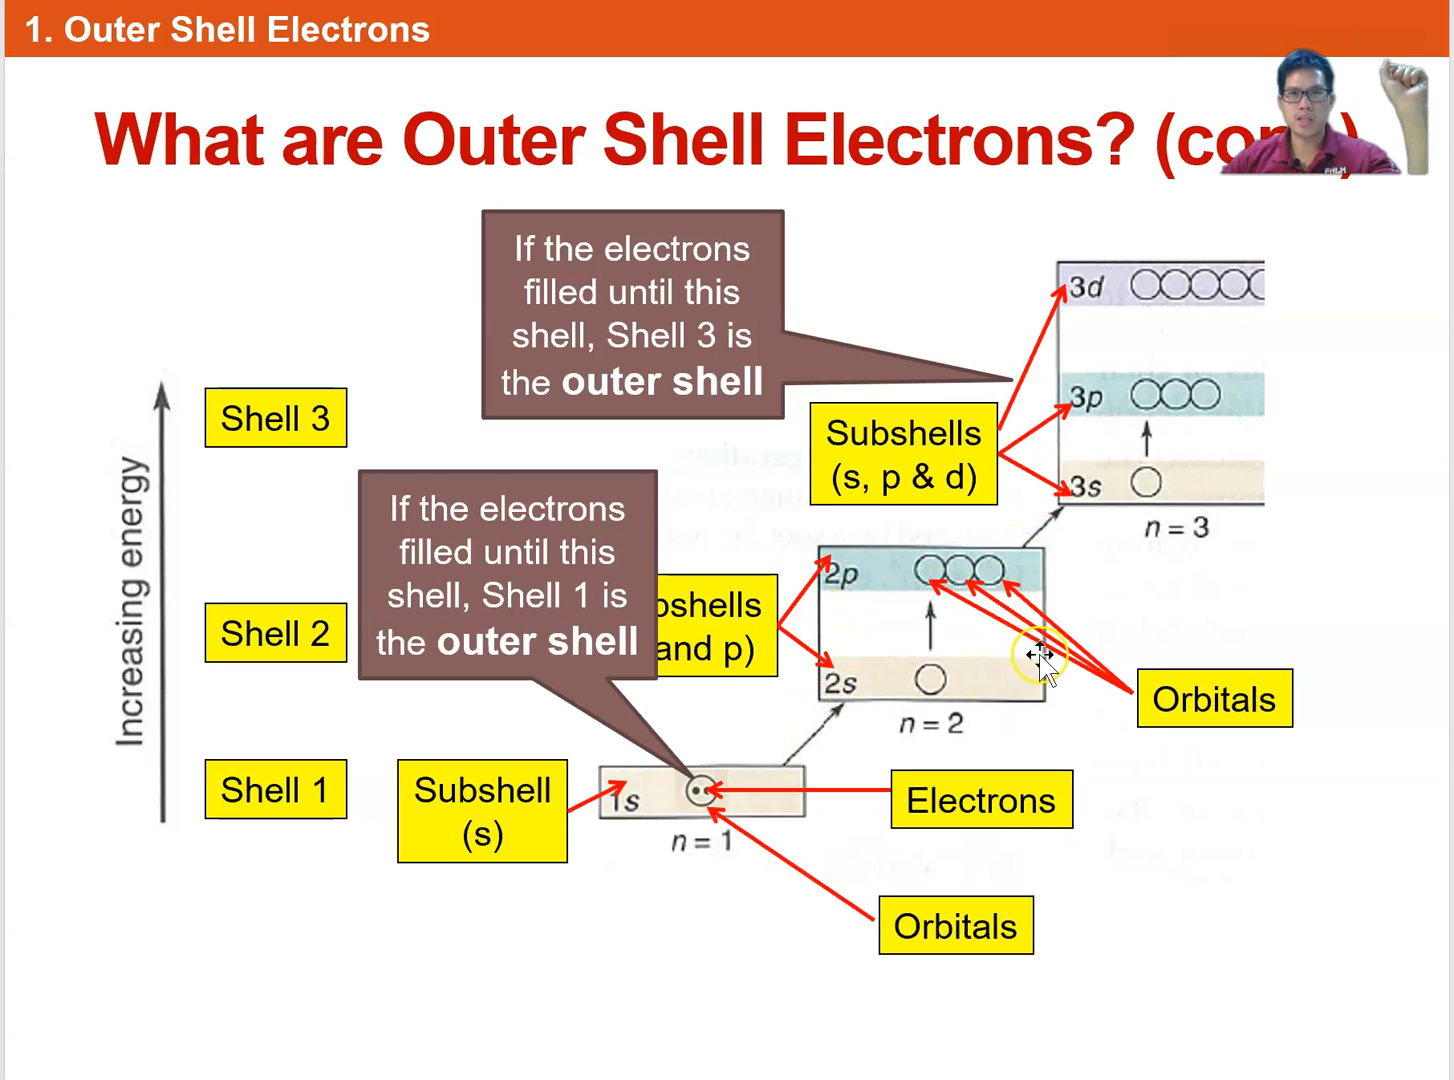 1. Outer Shell Electrons
What are Outer Shell Electrons?
If the electrons
filled until this
shell, Shell 3 is
the outer shell
3d
3p
3s
n = 3
Subshells
(s, p & d)
Shell 3
Increasing energy
If the electrons
filled until this
shell, Shell 1 is
the outer shell
and p)
2p
2s
n = 2
Shell 2
Orbitals
Shell 1
Subshell
(s)
1s
n = 1
Electrons
Orbitals